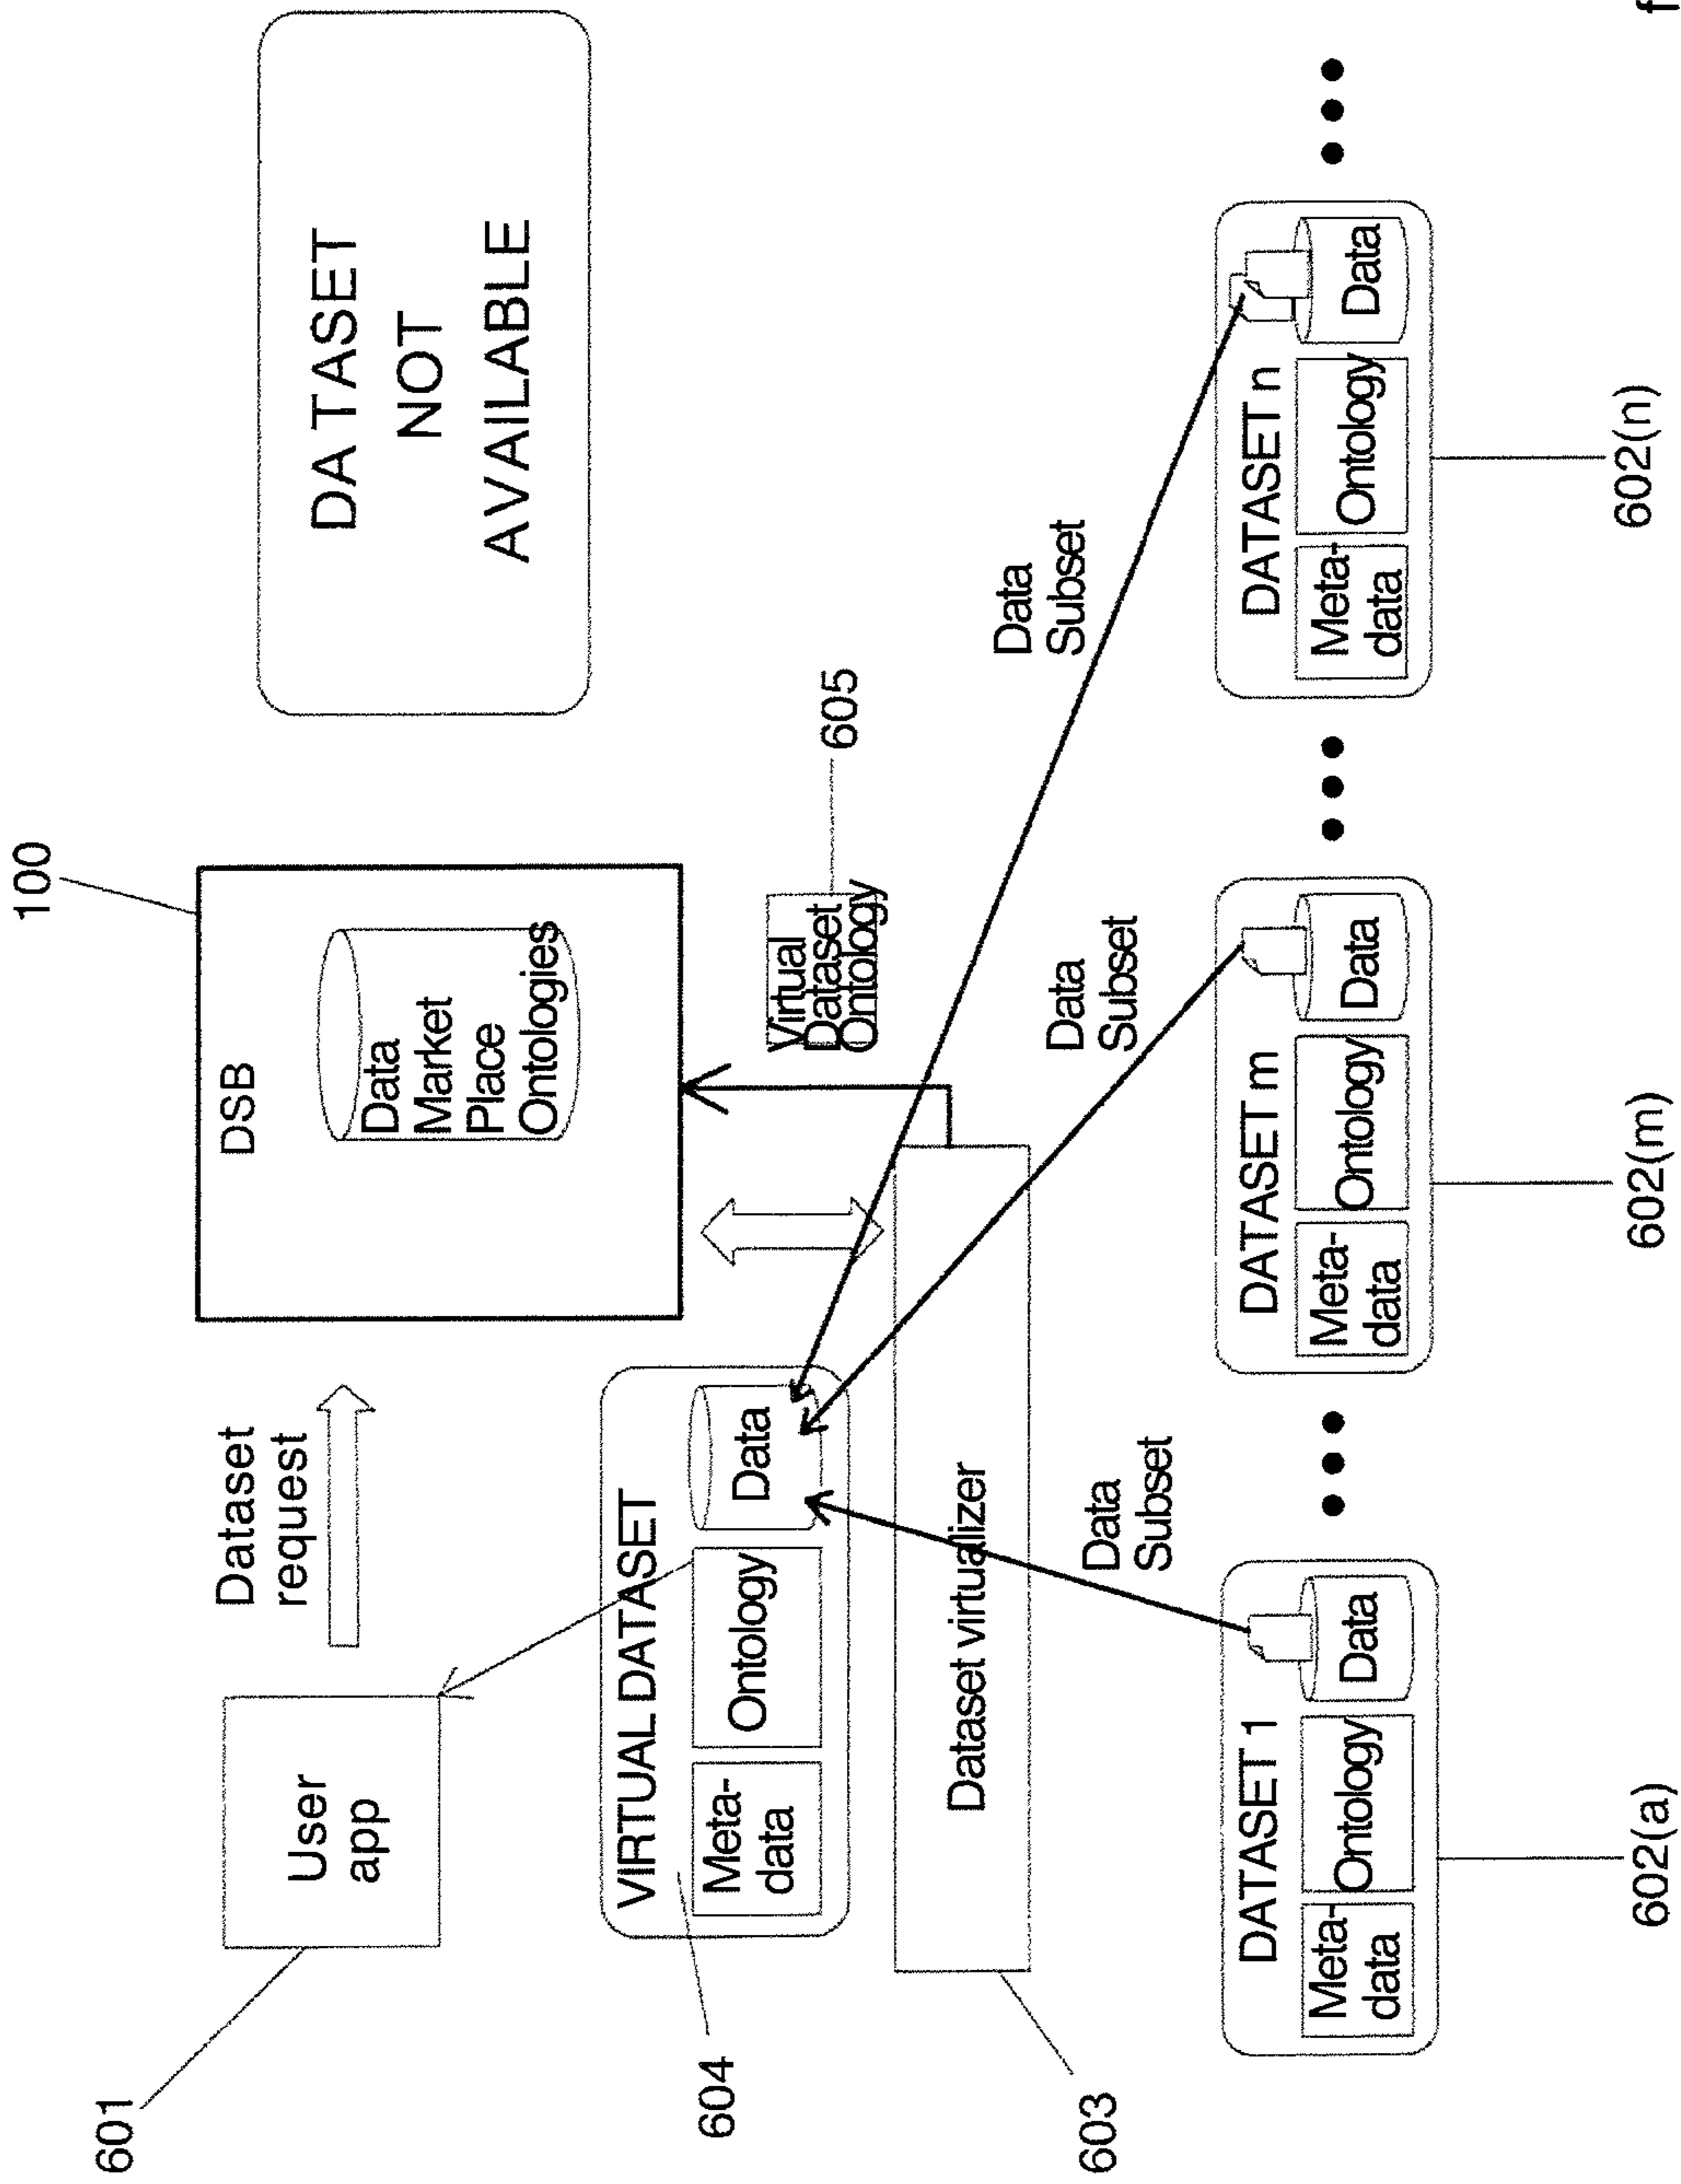 100
DSB
Data
Market
Place
Ontologies
DATASET
NOT
AVAILABLE
Dataset
request
User
app
601
VIRTUAL DATASET
Meta-
data
Ontology
Data
604
Virtual
Dataset
Ontology
605
Dataset virtualizer
603
Data
Subset
Data
Subset
Data
Subset
DATASET 1
Meta-
data
Ontology
Data
602(a)
DATASET m
Meta-
data
Ontology
Data
602(m)
DATASET n
Meta-
data
Ontology
Data
602(n)
f